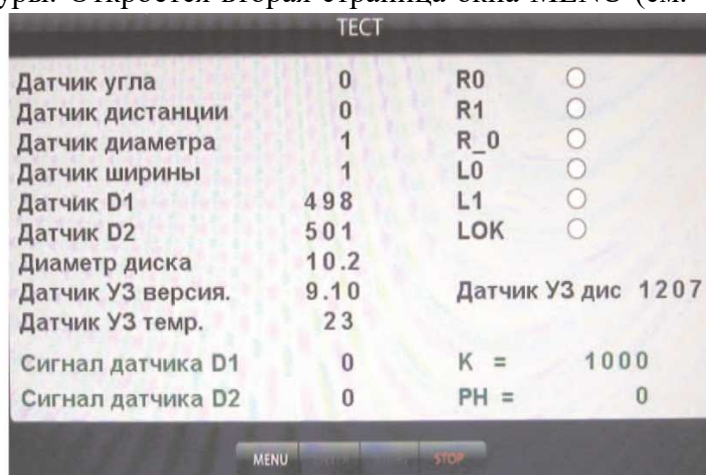 уры. Откроется вторая страница окна MENU (см.
ТЕСТ
Датчик угла 0 R0
Датчик дистанции 0 R1
Датчик диаметра 1 R_0
Датчик ширины 1 L0
Датчик D1 498 L1
Датчик D2 501 LOK
Диаметр диска 10.2
Датчик УЗ версия. 9.10 Датчик УЗ дис 1207
Датчик УЗ темр. 23
Сигнал датчика D1 0 K = 1000
Сигнал датчика D2 0 PH = 0
MENU STOP